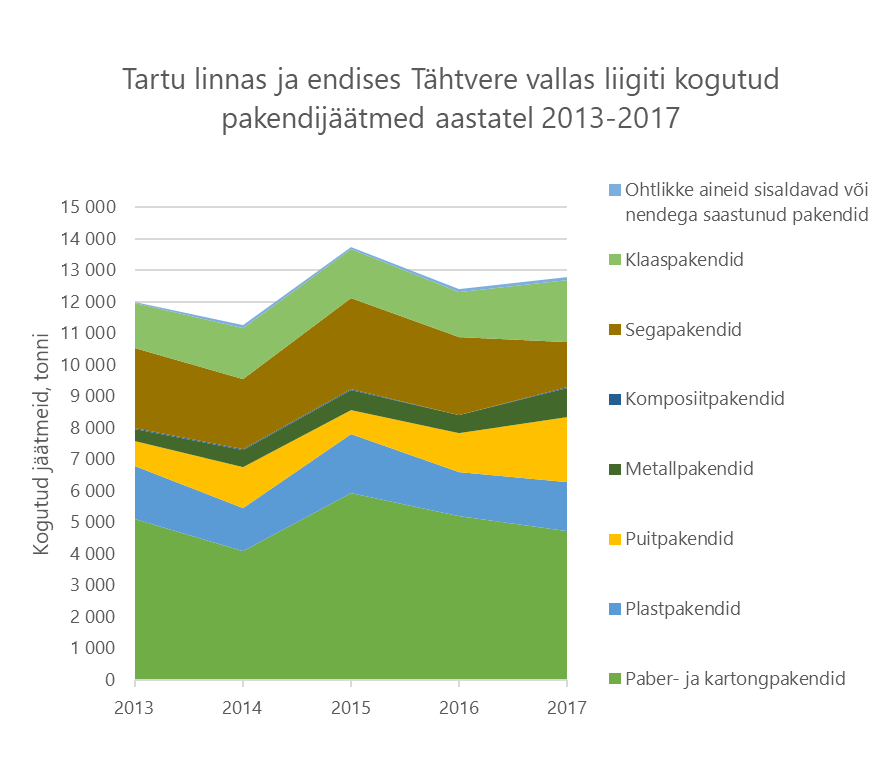 Tartu linnas ja endises Tähtvere vallas liigiti kogutud
pakendijäätmed aastatel 2013-2017
Kogutud jäätmeid, tonni
15 000
14 000
13 000
12 000
11 000
10 000
9 000
8 000
7 000
6 000
5 000
4 000
3 000
2 000
1 000
0
2013
2014
2015
2016
2017
Ohtlikke aineid sisaldavad või
nendega saastunud pakendid
Klaaspakendid
Segapakendid
Komposiitpakendid
Metallpakendid
Puitpakendid
Plastpakendid
Paber- ja kartongpakendid